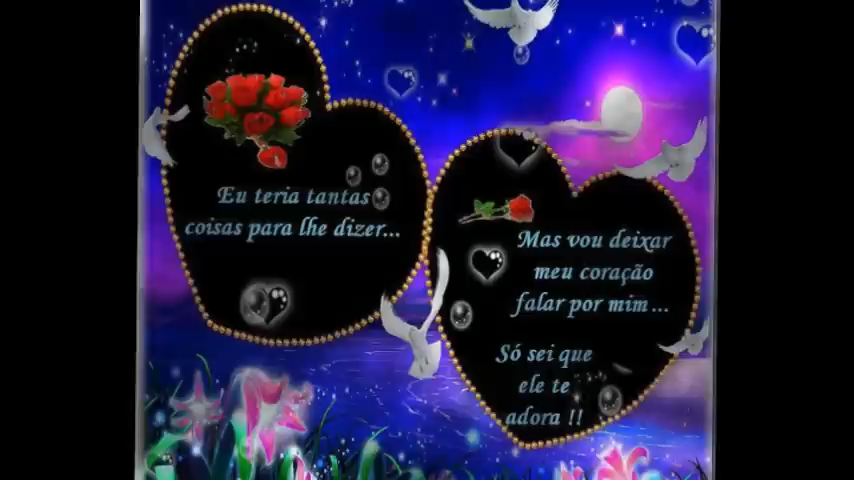 Eu teria tantas
coisas para lhe dizer...
Mas vou deixar
meu coração
falar por mim...
Só sei que
ele te
adora !!